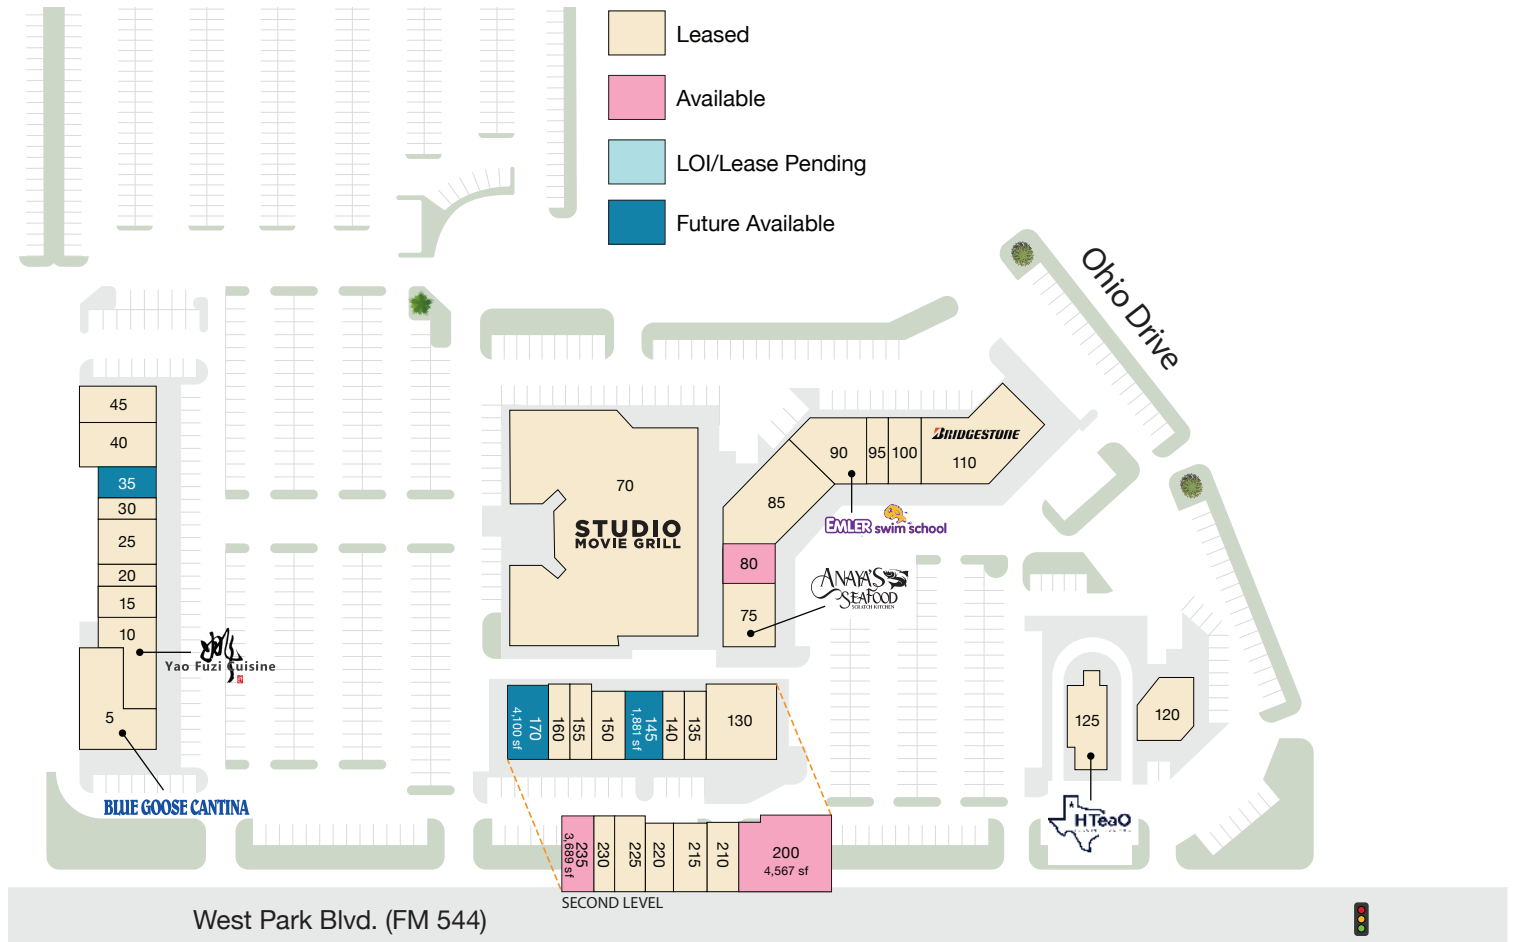 Leased
Available
LOI/Lease Pending
Future Available
Ohio Drive
45
40
35
30
25
20
15
10
Yao Fuzi Cuisine
5
BLUE GOOSE CANTINA
70
STUDIO
MOVIE GRILL
90
95
100
BRIDGESTONE
110
85
EMLER swim school
80
ANAYA'S
SEAFOOD
SCRATCH KITCHEN
75
170
4,100 sf
160
155
150
145
1,881 sf
140
135
130
125
120
HTeaO
235
3,689 sf
230
225
220
215
210
200
4,567 sf
SECOND LEVEL
West Park Blvd. (FM 544)